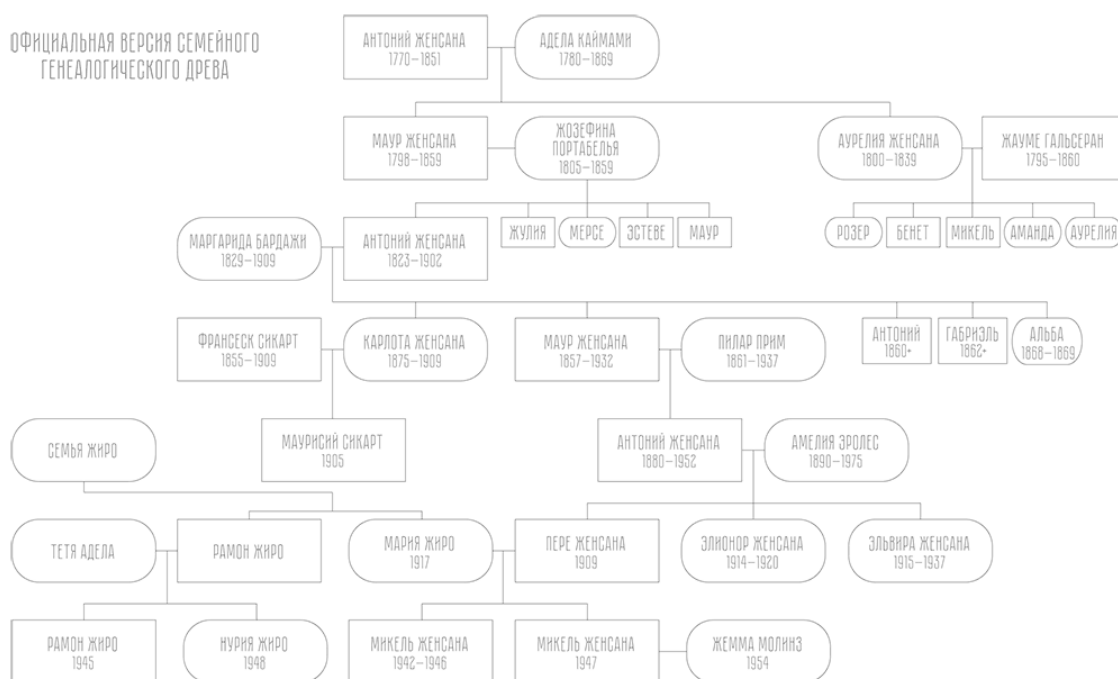 ОФИЦИАЛЬНАЯ ВЕРСИЯ СЕМЕЙНОГО
ГЕНЕАЛОГИЧЕСКОГО ДРЕВА
АНТОНИЙ ЖЕНСАНА
1770–1851
АДЕЛА КАЙМАМИ
1780–1869
МАУР ЖЕНСАНА
1798–1859
ЖОЗЕФИНА
ПОРТАБЕЛЬЯ
1805–1859
АУРЕЛИЯ ЖЕНСАНА
1800–1839
ЖАУМЕ ГАЛЬСЕРАН
1795–1860
МАРГАРИДА БАРДАЖИ
1829–1909
АНТОНИЙ ЖЕНСАНА
1823–1902
ЖУЛИЯ
МЕРСЕ
ЭСТЕВЕ
МАУР
РОЗЕР
БЕНЕТ
МИКЕЛЬ
АМАНДА
АУРЕЛИЯ
ФРАНСЕСК СИКАРТ
1855–1909
КАРЛОТА ЖЕНСАНА
1875–1909
МАУР ЖЕНСАНА
1857–1932
ПИЛАР ПРИМ
1861–1937
АНТОНИЙ
1860+
ГАБРИЭЛЬ
1862+
АЛЬБА
1868–1869
СЕМЬЯ ЖИРО
МАУРИСИЙ СИКАРТ
1905
АНТОНИЙ ЖЕНСАНА
1880–1952
АМЕЛИЯ ЭРОЛЕС
1890–1975
ТЕТЯ АДЕЛА
РАМОН ЖИРО
МАРИЯ ЖИРО
1917
ПЕРЕ ЖЕНСАНА
1909
ЭЛИОНОР ЖЕНСАНА
1914–1920
ЭЛЬВИРА ЖЕНСАНА
1915–1937
РАМОН ЖИРО
1945
НУРИЯ ЖИРО
1948
МИКЕЛЬ ЖЕНСАНА
1942–1946
МИКЕЛЬ ЖЕНСАНА
1947
ЖЕММА МОЛИНЗ
1954